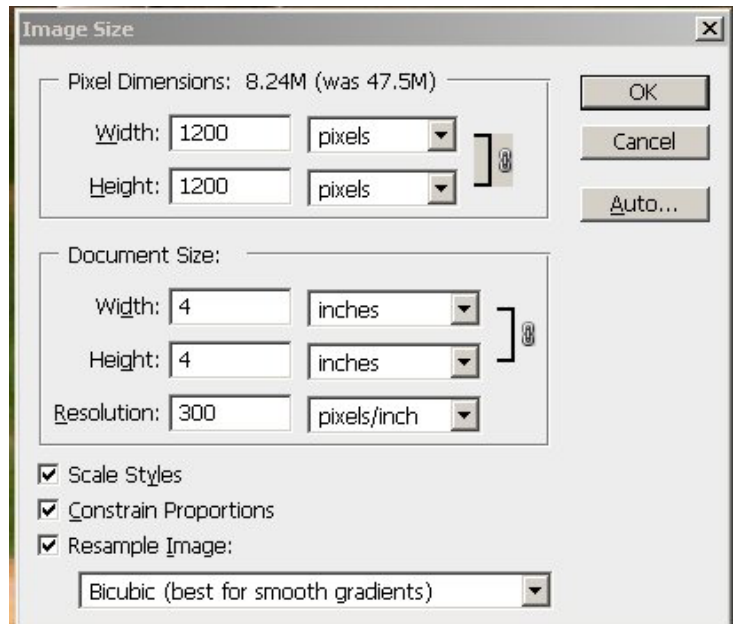 Image Size
Pixel Dimensions: 8.24M (was 47.5M)
OK
Width: 1200 pixels
Cancel
Height: 1200 pixels
Auto...
Document Size:
Width: 4 inches
Height: 4 inches
Resolution: 300 pixels/inch
Scale Styles
Constrain Proportions
Resample Image:
Bicubic (best for smooth gradients)